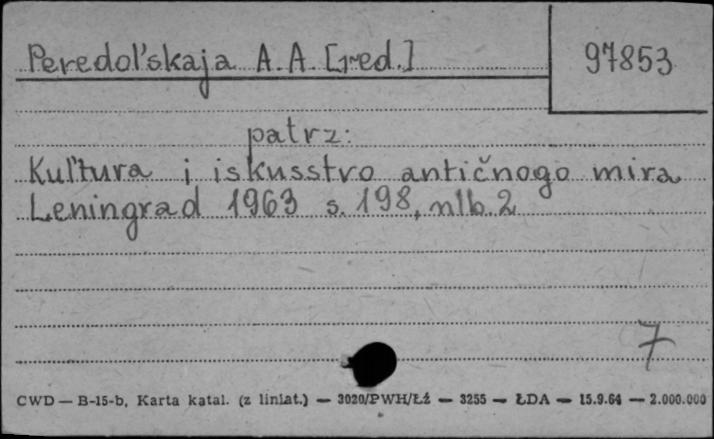 Peredol'skaja A. A. [red.] 97853
patrz:
Kul'tura i iskusstvo antičnogo mira
Leningrad 1963 s. 198, nlb. 2
7
CWD — B-15-b, Karta katal. (z liniat.) — 3020/PWH/Łź — 3255 — ŁDA — 15.9.64 — 2.000.000